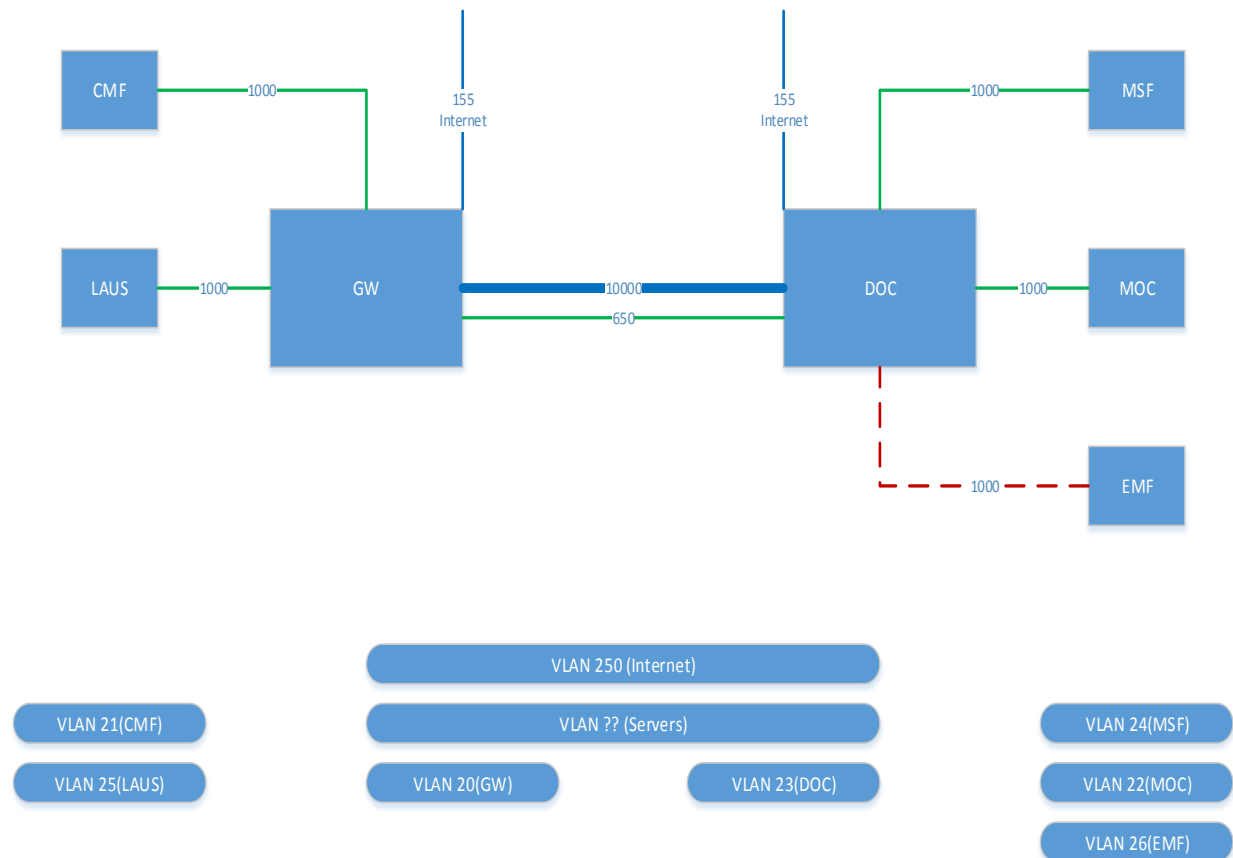 CMF
1000
155
Internet
155
Internet
1000
MSF
LAUS
1000
GW
10000
650
DOC
1000
MOC
1000
EMF
VLAN 250 (Internet)
VLAN 21(CMF)
VLAN ?? (Servers)
VLAN 24(MSF)
VLAN 25(LAUS)
VLAN 20(GW)
VLAN 23(DOC)
VLAN 22(MOC)
VLAN 26(EMF)